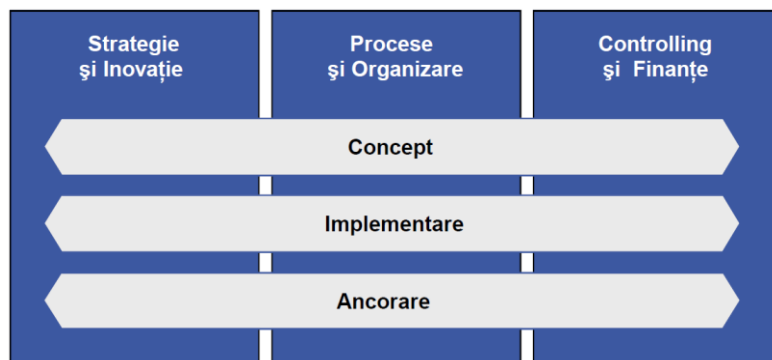 Strategie
şi Inovație
Procese
şi Organizare
Controlling
şi Finanțe
Concept
Implementare
Ancorare